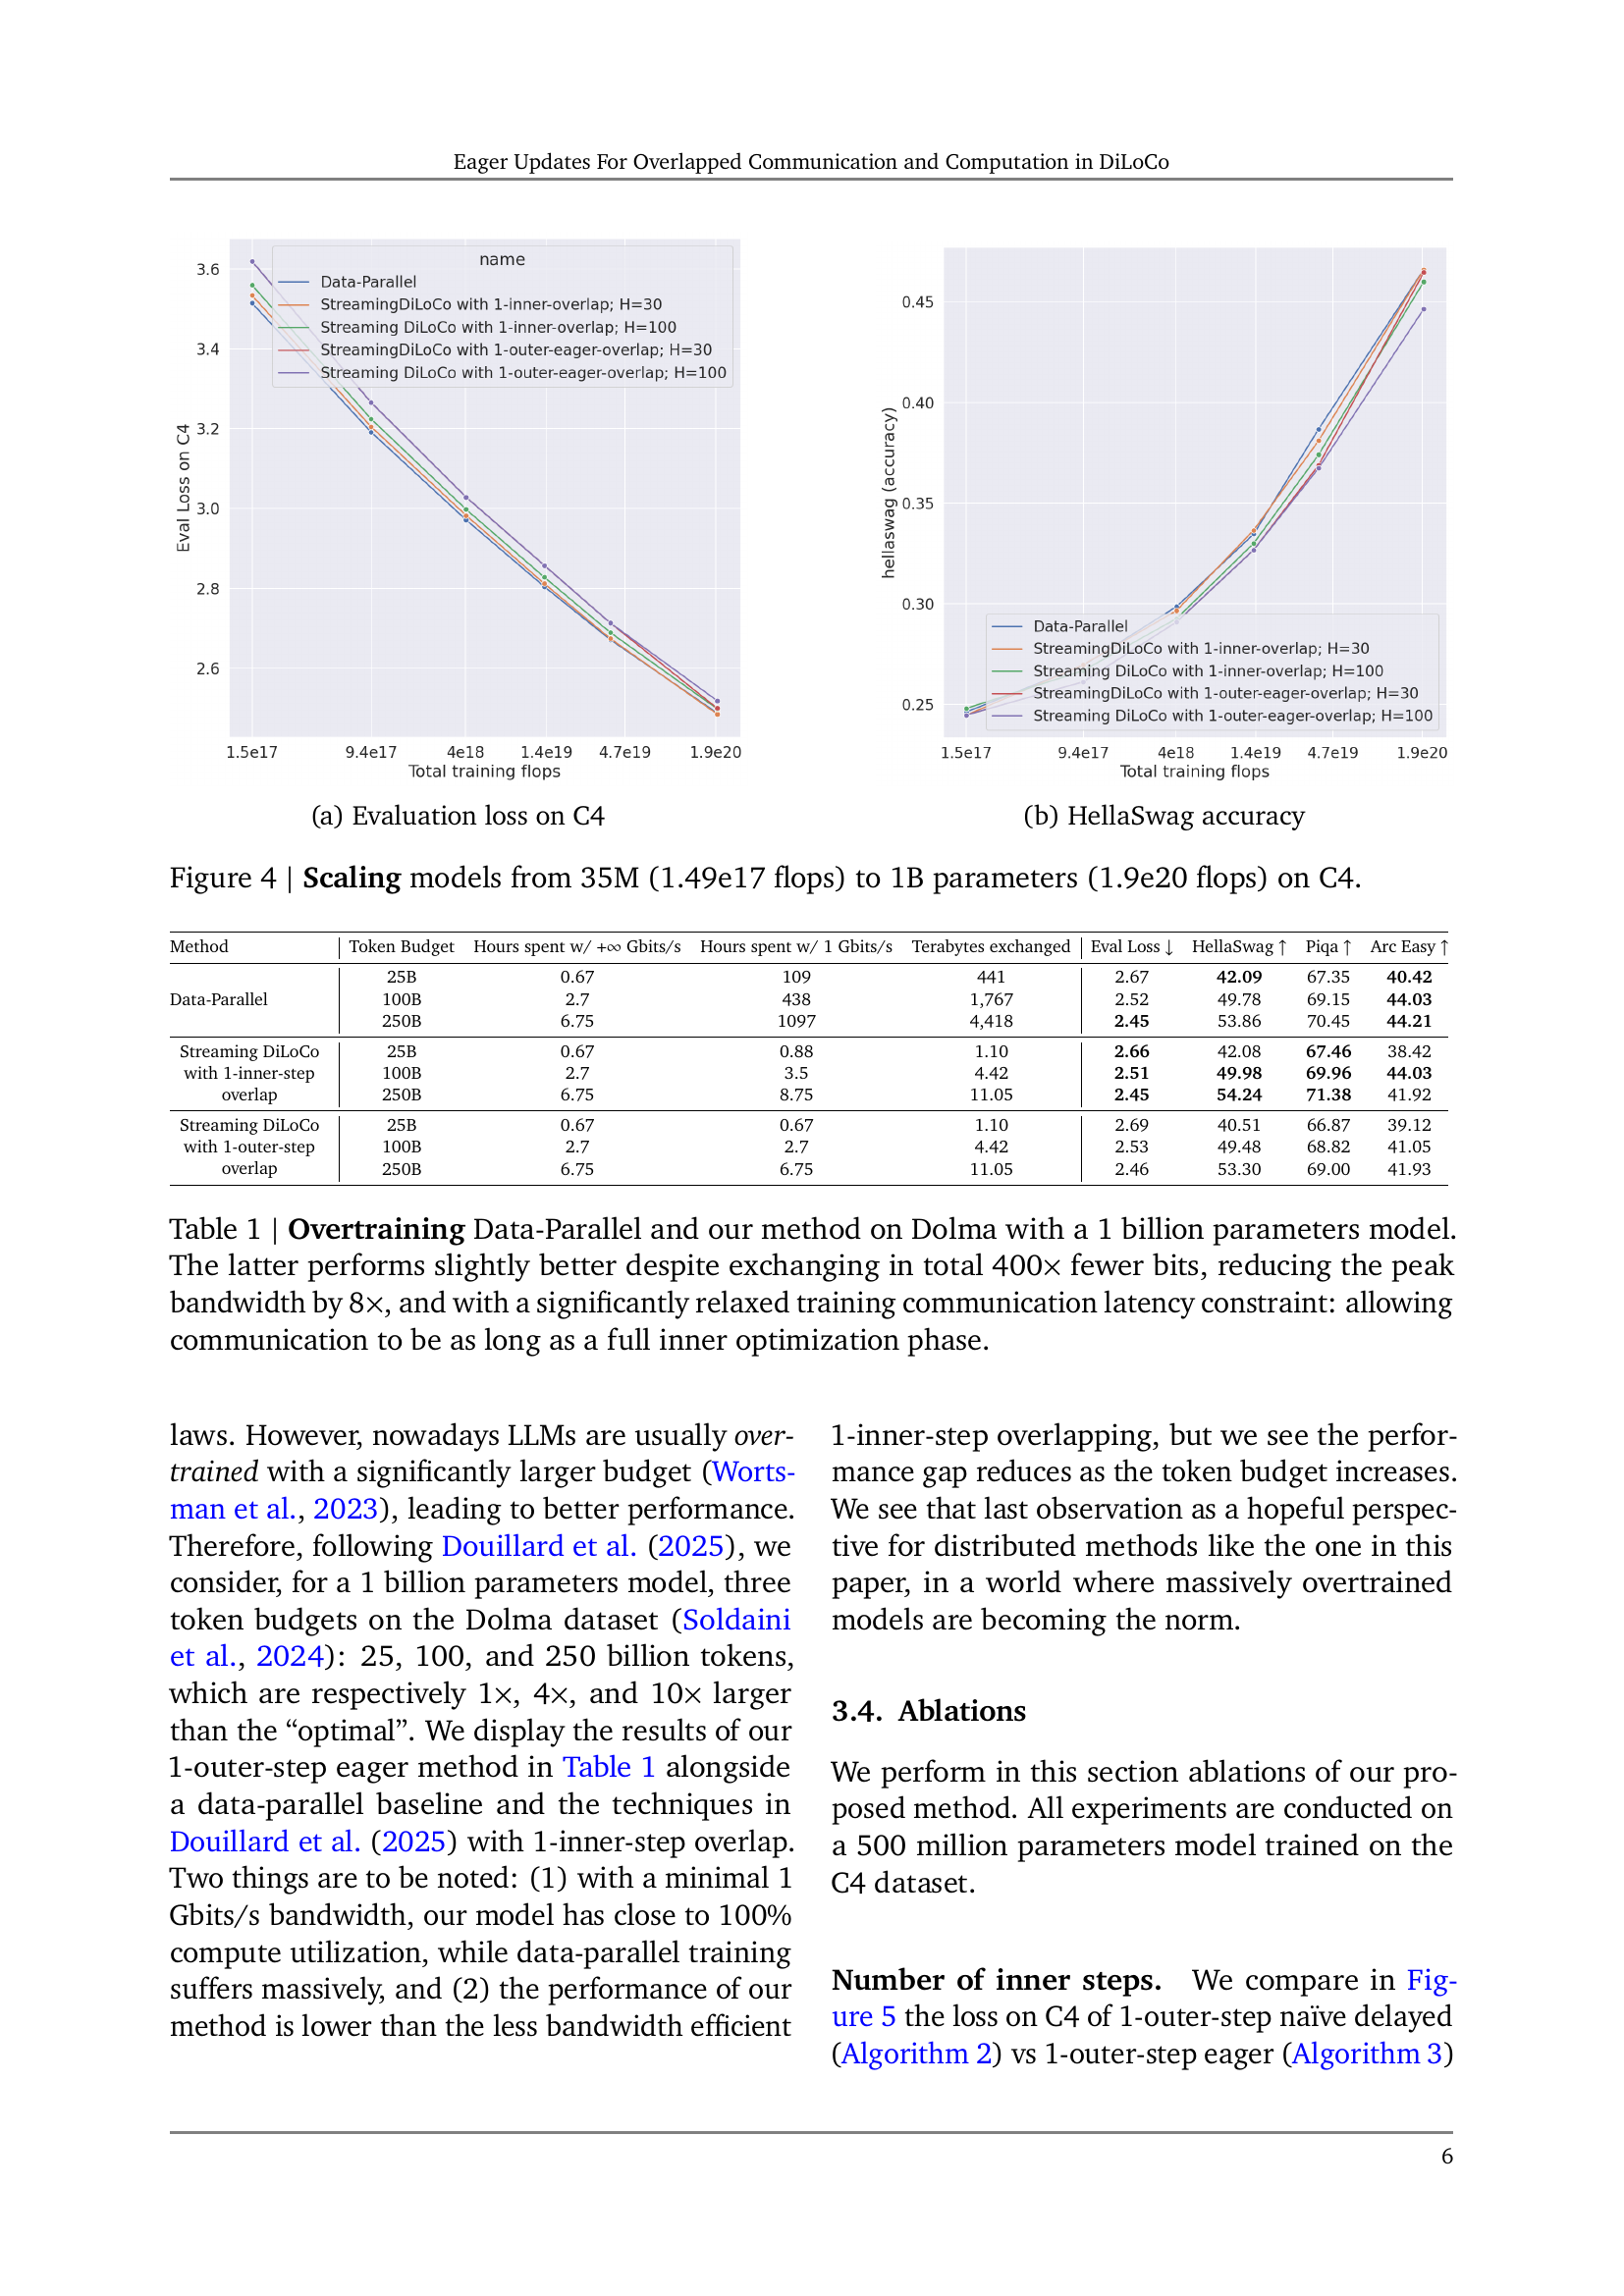 Eager Updates For Overlapped Communication and Computation in DiLoCo
name
Data-Parallel
StreamingDiLoCo with 1-inner-overlap; H=30
Streaming DiLoCo with 1-inner-overlap; H=100
StreamingDiLoCo with 1-outer-eager-overlap; H=30
Streaming DiLoCo with 1-outer-eager-overlap; H=100
3.6
3.4
3.2
3.0
2.8
2.6
Eval Loss on C4
1.5e17 9.4e17 4e18 1.4e19 4.7e19 1.9e20
Total training flops
(a) Evaluation loss on C4
0.45
0.40
0.35
0.30
0.25
hellaswag (accuracy)
Data-Parallel
StreamingDiLoCo with 1-inner-overlap; H=30
Streaming DiLoCo with 1-inner-overlap; H=100
StreamingDiLoCo with 1-outer-eager-overlap; H=30
Streaming DiLoCo with 1-outer-eager-overlap; H=100
1.5e17 9.4e17 4e18 1.4e19 4.7e19 1.9e20
Total training flops
(b) HellaSwag accuracy
Figure 4 | Scaling models from 35M (1.49e17 flops) to 1B parameters (1.9e20 flops) on C4.
Method Token Budget Hours spent w/ +∞ Gbits/s Hours spent w/ 1 Gbits/s Terabytes exchanged Eval Loss ↓ HellaSwag ↑ Piqa ↑ Arc Easy ↑
25B 0.67 109 441 2.67 42.09 67.35 40.42
Data-Parallel 100B 2.7 438 1,767 2.52 49.78 69.15 44.03
250B 6.75 1097 4,418 2.45 53.86 70.45 44.21
Streaming DiLoCo 25B 0.67 0.88 1.10 2.66 42.08 67.46 38.42
with 1-inner-step 100B 2.7 3.5 4.42 2.51 49.98 69.96 44.03
overlap 250B 6.75 8.75 11.05 2.45 54.24 71.38 41.92
Streaming DiLoCo 25B 0.67 0.67 1.10 2.69 40.51 66.87 39.12
with 1-outer-step 100B 2.7 2.7 4.42 2.53 49.48 68.82 41.05
overlap 250B 6.75 6.75 11.05 2.46 53.30 69.00 41.93
Table 1 | Overtraining Data-Parallel and our method on Dolma with a 1 billion parameters model.
The latter performs slightly better despite exchanging in total 400× fewer bits, reducing the peak
bandwidth by 8×, and with a significantly relaxed training communication latency constraint: allowing
communication to be as long as a full inner optimization phase.
laws. However, nowadays LLMs are usually over-
trained with a significantly larger budget (Worts-
man et al., 2023), leading to better performance.
Therefore, following Douillard et al. (2025), we
consider, for a 1 billion parameters model, three
token budgets on the Dolma dataset (Soldaini
et al., 2024): 25, 100, and 250 billion tokens,
which are respectively 1×, 4×, and 10× larger
than the “optimal”. We display the results of our
1-outer-step eager method in Table 1 alongside
a data-parallel baseline and the techniques in
Douillard et al. (2025) with 1-inner-step overlap.
Two things are to be noted: (1) with a minimal 1
Gbits/s bandwidth, our model has close to 100%
compute utilization, while data-parallel training
suffers massively, and (2) the performance of our
method is lower than the less bandwidth efficient
1-inner-step overlapping, but we see the perfor-
mance gap reduces as the token budget increases.
We see that last observation as a hopeful perspec-
tive for distributed methods like the one in this
paper, in a world where massively overtrained
models are becoming the norm.
3.4. Ablations
We perform in this section ablations of our pro-
posed method. All experiments are conducted on
a 500 million parameters model trained on the
C4 dataset.
Number of inner steps. We compare in Fig-
ure 5 the loss on C4 of 1-outer-step naïve delayed
(Algorithm 2) vs 1-outer-step eager (Algorithm 3)
6